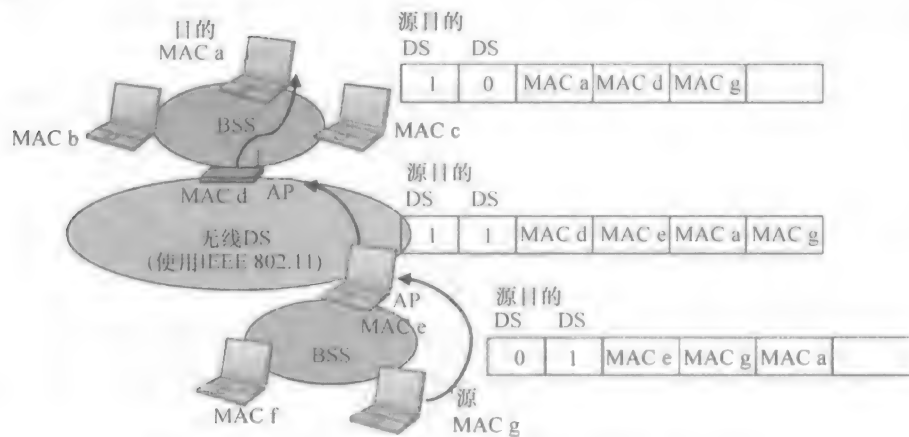 目的
MAC a
MAC b
BSS
MAC c
MAC d AP
无线DS
(使用IEEE 802.11)
AP
MAC e
BSS
MAC f
源
MAC g
源目的
DS DS
1 0 MAC a MAC d MAC g
源目的
DS DS
1 1 MAC d MAC e MAC a MAC g
源目的
DS DS
0 1 MAC e MAC g MAC a